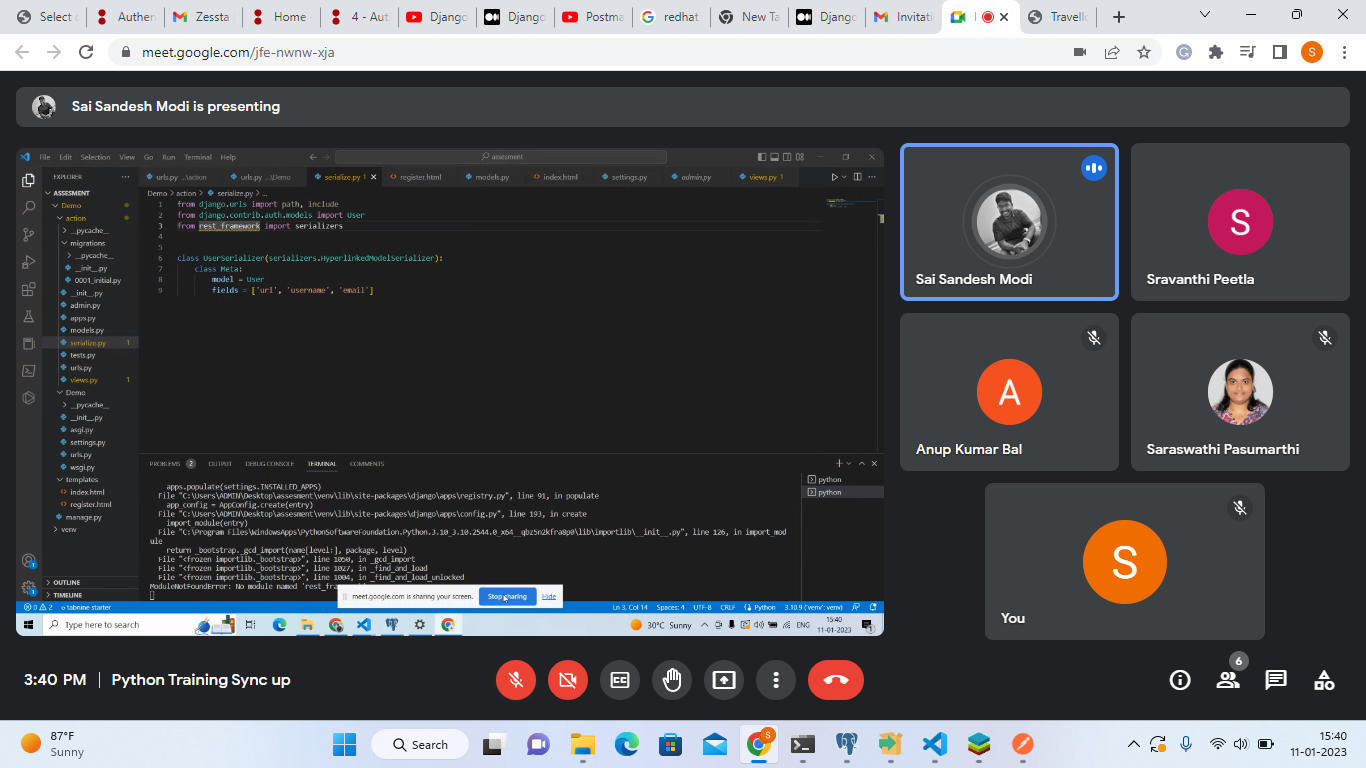 Select c
Authen
Zessta
Home
4 - Aut
Djang
Django
Postma
redhat
New Ta
Django
Invitati
Travell
meet.google.com/jfe-nwnw-xja
S
Sai Sandesh Modi is presenting
File Edit Selection View Go Run Terminal Help
assesment
EXPLORER
urls.py ...\action
urls.py ...\Demo
serialize.py 1
register.html
models.py
index.html
settings.py
admin.py
views.py 1
Demo > action > serialize.py > ...
ASSESMENT
Demo
action
__pycache__
migrations
__pycache__
__init__.py
0001_initial.py
__init__.py
admin.py
apps.py
models.py
serialize.py 1
tests.py
urls.py
views.py 1
Demo
__pycache__
__init__.py
asgi.py
settings.py
urls.py
wsgi.py
templates
index.html
register.html
manage.py
venv
OUTLINE
TIMELINE
1 from django.urls import path, include
2 from django.contrib.auth.models import User
3 from rest_framework import serializers
4
5
6 class UserSerializer(serializers.HyperlinkedModelSerializer):
7 class Meta:
8 model = User
9 fields = ['url', 'username', 'email']
PROBLEMS 2 OUTPUT DEBUG CONSOLE TERMINAL COMMENTS
python
python
apps.populate(settings.INSTALLED_APPS)
File "C:\Users\ADMIN\Desktop\assesment\venv\lib\site-packages\django\apps\registry.py", line 91, in populate
app_config = AppConfig.create(entry)
File "C:\Users\ADMIN\Desktop\assesment\venv\lib\site-packages\django\apps\config.py", line 193, in create
import_module(entry)
File "C:\Program Files\WindowsApps\PythonSoftwareFoundation.Python.3.10_3.10.2544.0_x64__qbz5n2kfra8p0\lib\importlib\__init__.py", line 126, in import_mod
ule
return _bootstrap._gcd_import(name[level:], package, level)
File "<frozen importlib._bootstrap>", line 1050, in _gcd_import
File "<frozen importlib._bootstrap>", line 1027, in _find_and_load
File "<frozen importlib._bootstrap>", line 1004, in _find_and_load_unlocked
ModuleNotFoundError: No module named 'rest_fram
meet.google.com is sharing your screen. Stop sharing Hide
0 2 tabnine starter
Ln 3, Col 14 Spaces: 4 UTF-8 CRLF Python 3.10.9 ('venv': venv)
Type here to search
30°C Sunny
ENG
15:40
11-01-2023
1
Sai Sandesh Modi
S
Sravanthi Peetla
A
Anup Kumar Bal
Saraswathi Pasumarthi
S
You
3:40 PM | Python Training Sync up
6
87°F
Sunny
Search
S
15:40
11-01-2023